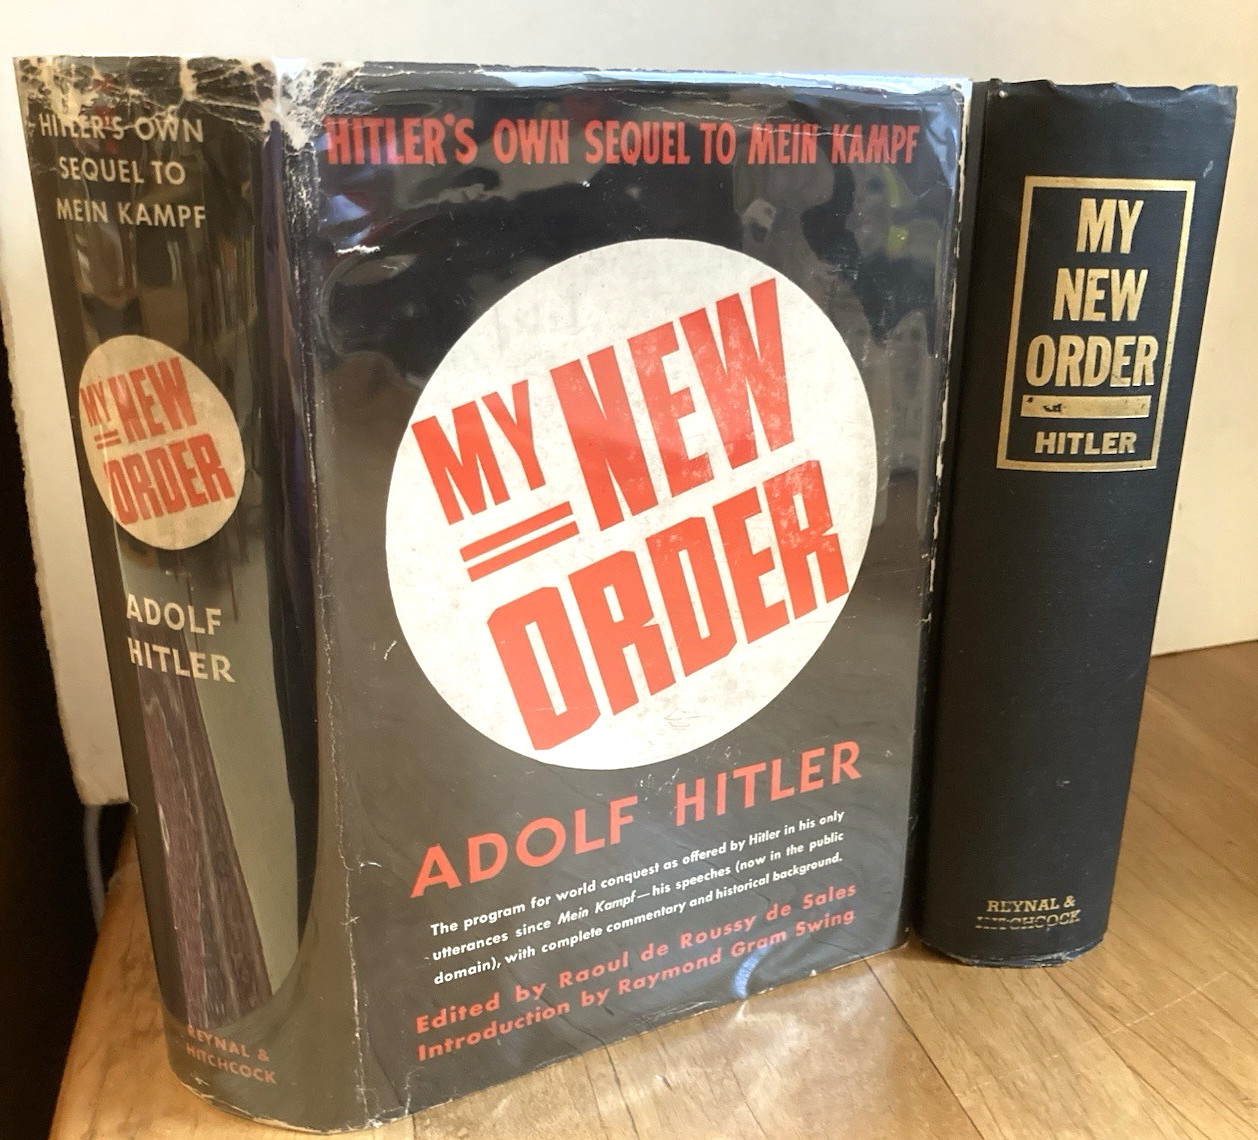 HITLER'S OWN
SEQUEL TO
MEIN KAMPF
MY NEW
ORDER
ADOLF
HITLER
REYNAL &
HITCHCOCK
HITLER'S OWN SEQUEL TO MEIN KAMPF
MY NEW
ORDER
ADOLF HITLER
The program for world conquest as offered by Hitler in his only
utterances since Mein Kampf—his speeches (now in the public
domain), with complete commentary and historical background.
Edited by Raoul de Roussy de Sales
Introduction by Raymond Gram Swing
MY
NEW
ORDER
HITLER
REYNAL &
HITCHCOCK